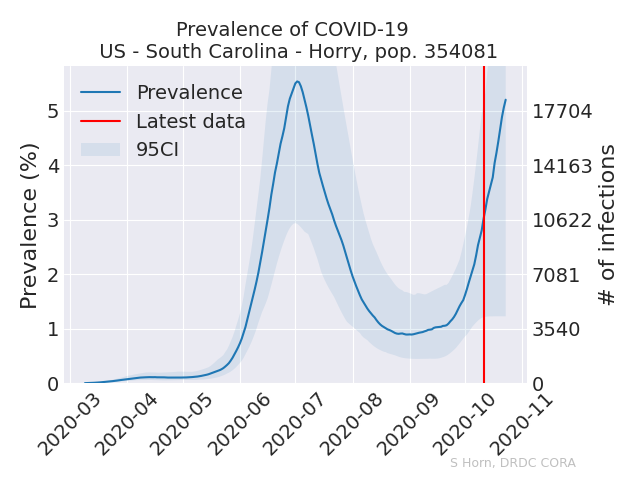 Prevalence of COVID-19
US - South Carolina - Horry, pop. 354081
Prevalence
Latest data
95CI
Prevalence (%)
5
4
3
2
1
0
17704
14163
10622
7081
3540
0
# of infections
2020-03
2020-04
2020-05
2020-06
2020-07
2020-08
2020-09
2020-10
2020-11
S Horn, DRDC CORA